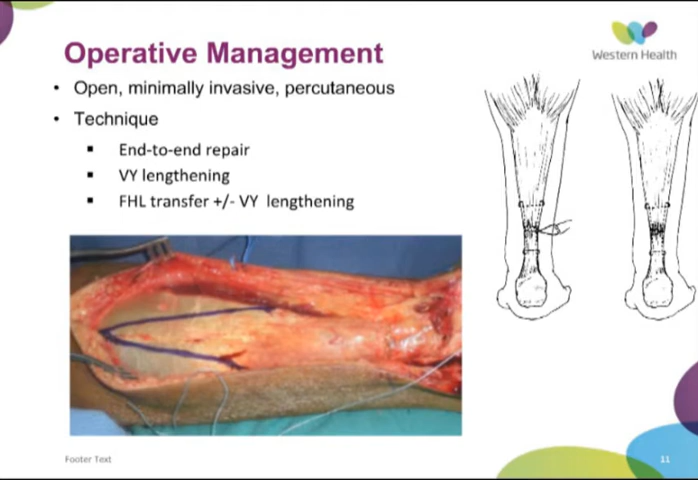 Operative Management
Western Health
• Open, minimally invasive, percutaneous
• Technique
▪ End-to-end repair
▪ VY lengthening
▪ FHL transfer +/- VY lengthening
Footer Text
11